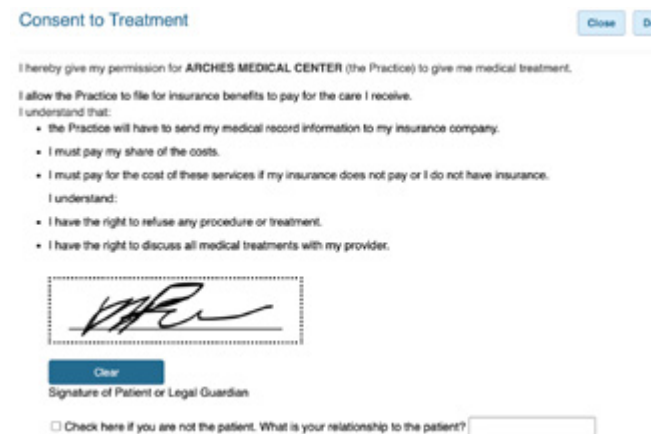 Consent to Treatment
Close
I hereby give my permission for ARCHES MEDICAL CENTER (the Practice) to give me medical treatment.
I allow the Practice to file for insurance benefits to pay for the care I receive.
I understand that:
• the Practice will have to send my medical record information to my insurance company.
• I must pay my share of the costs.
• I must pay for the cost of these services if my insurance does not pay or I do not have insurance.
I understand:
• I have the right to refuse any procedure or treatment.
• I have the right to discuss all medical treatments with my provider.
Clear
Signature of Patient or Legal Guardian
Check here if you are not the patient. What is your relationship to the patient?